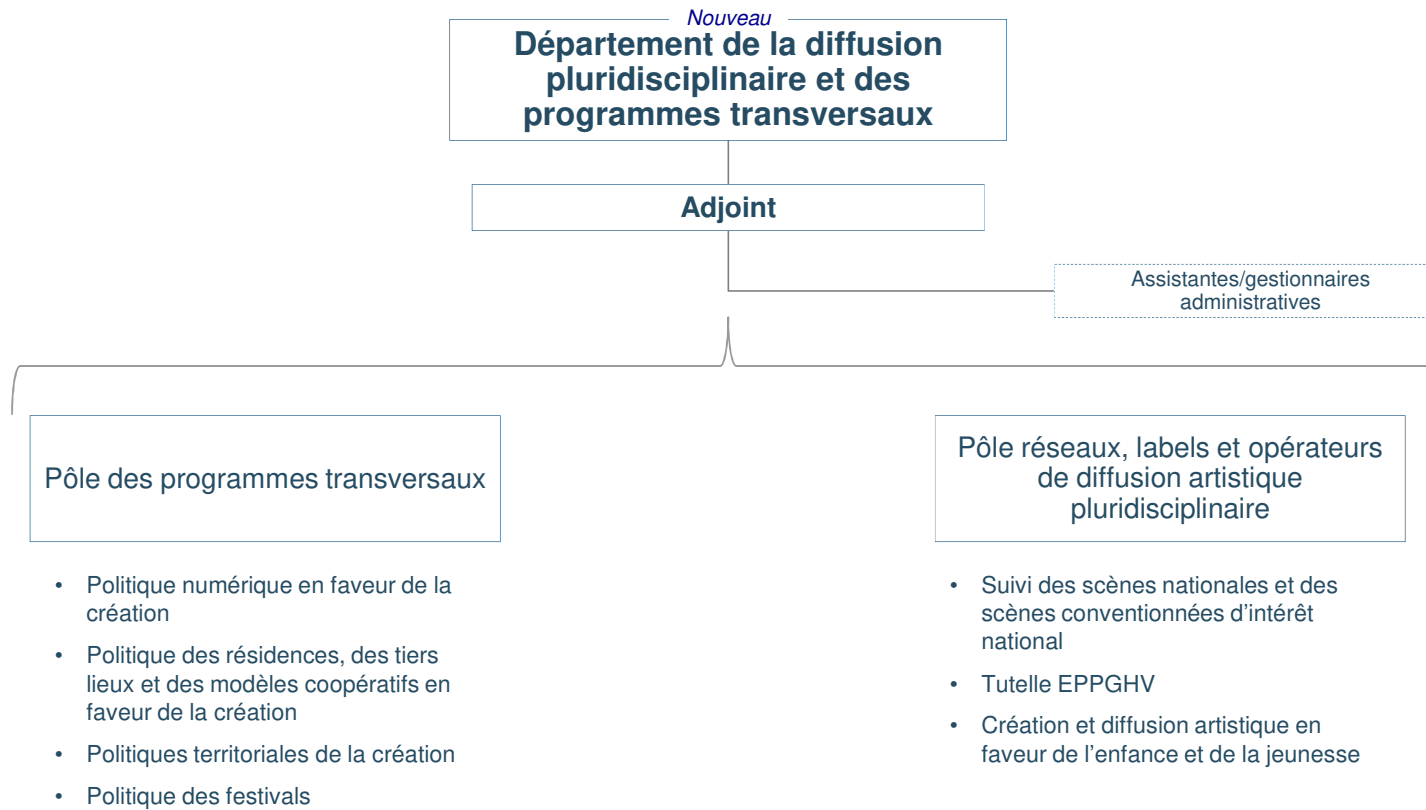 Nouveau
Département de la diffusion
pluridisciplinaire et des
programmes transversaux
Adjoint
Assistantes/gestionnaires
administratives
Pôle des programmes transversaux
• Politique numérique en faveur de la
création
• Politique des résidences, des tiers
lieux et des modèles coopératifs en
faveur de la création
• Politiques territoriales de la création
• Politique des festivals
Pôle réseaux, labels et opérateurs
de diffusion artistique
pluridisciplinaire
• Suivi des scènes nationales et des
scènes conventionnées d’intérêt
national
• Tutelle EPPGHV
• Création et diffusion artistique en
faveur de l’enfance et de la jeunesse